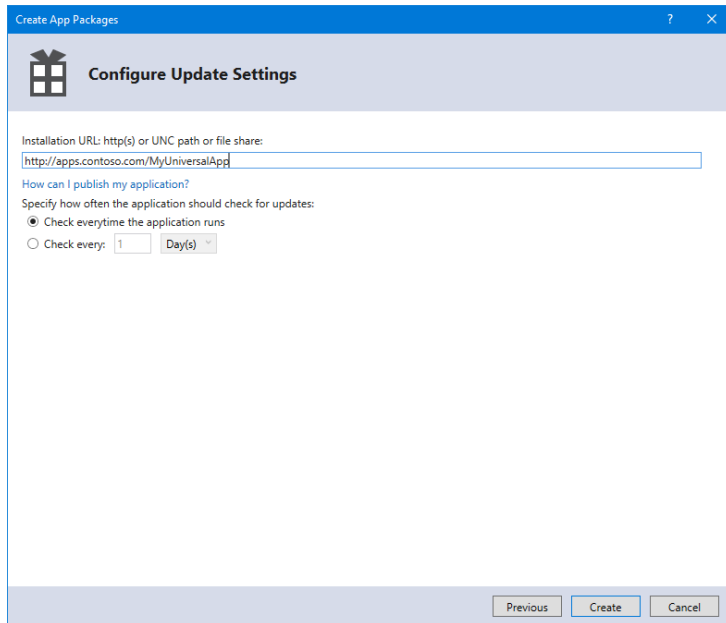 Create App Packages ? ✕
Configure Update Settings
Installation URL: http(s) or UNC path or file share:
http://apps.contoso.com/MyUniversalApp
How can I publish my application?
Specify how often the application should check for updates:
Check everytime the application runs
Check every: 1 Day(s)
Previous Create Cancel